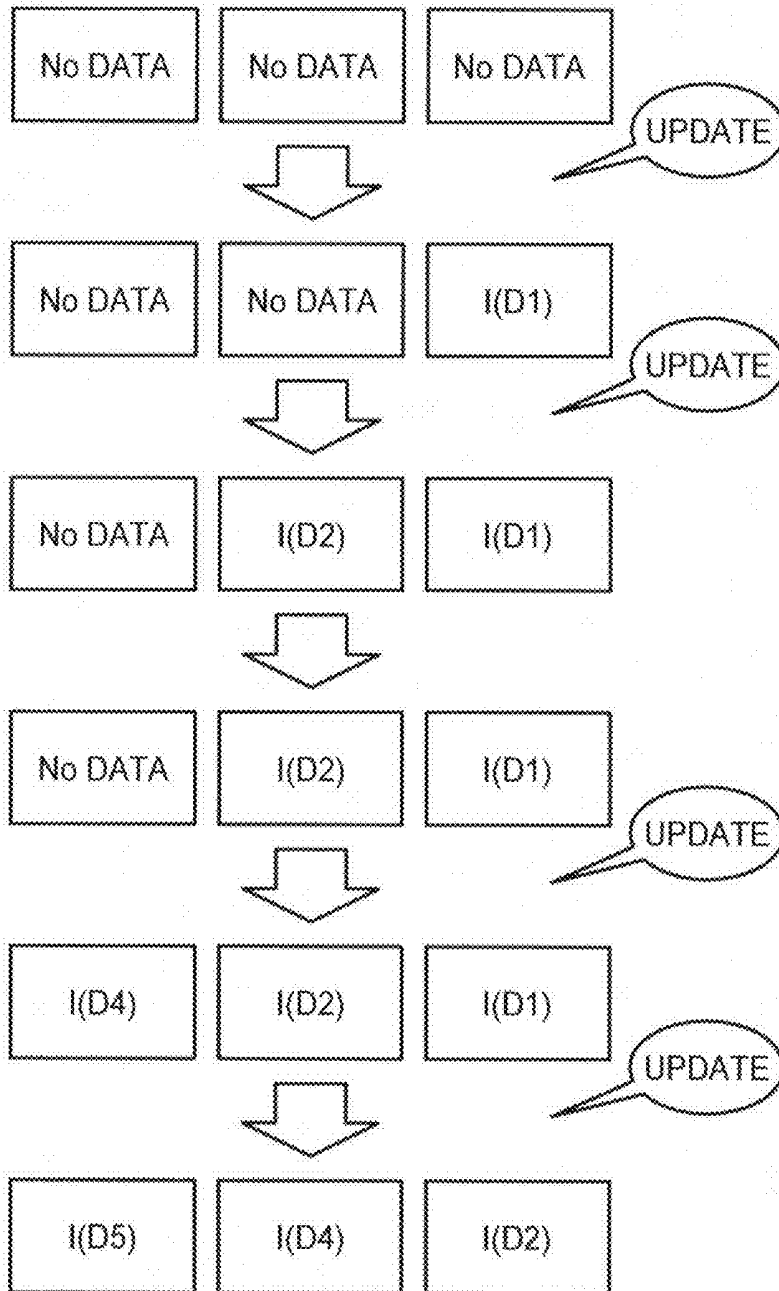 No DATA No DATA No DATA
UPDATE
No DATA No DATA I(D1)
UPDATE
No DATA I(D2) I(D1)
No DATA I(D2) I(D1)
UPDATE
I(D4) I(D2) I(D1)
UPDATE
I(D5) I(D4) I(D2)